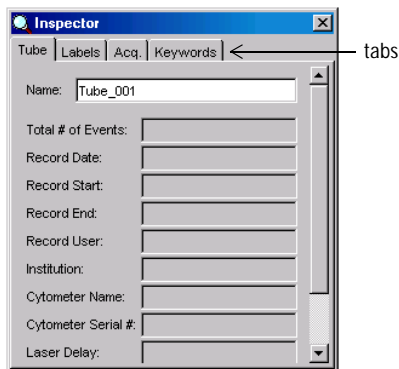 Inspector
Tube Labels Acq. Keywords tabs
Name: Tube_001
Total # of Events:
Record Date:
Record Start:
Record End:
Record User:
Institution:
Cytometer Name:
Cytometer Serial #:
Laser Delay: